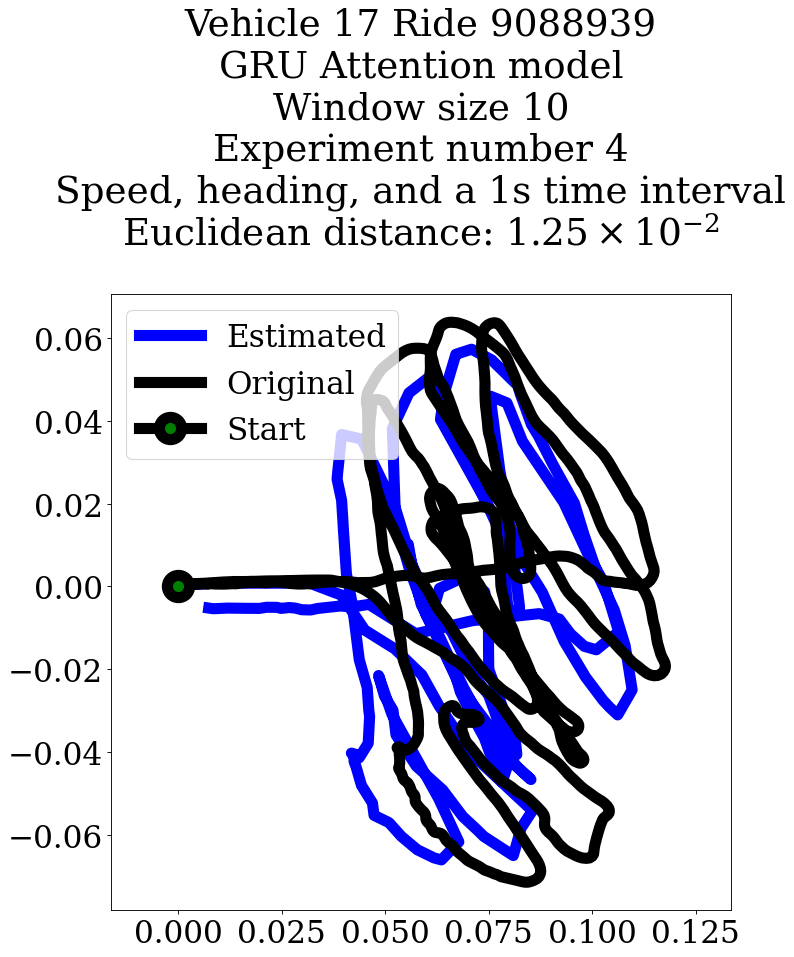 Vehicle 17 Ride 9088939
GRU Attention model
Window size 10
Experiment number 4
Speed, heading, and a 1s time interval
Euclidean distance: 1.25 × 10⁻²
Estimated
Original
Start
0.06
0.04
0.02
0.00
−0.02
−0.04
−0.06
0.000 0.025 0.050 0.075 0.100 0.125